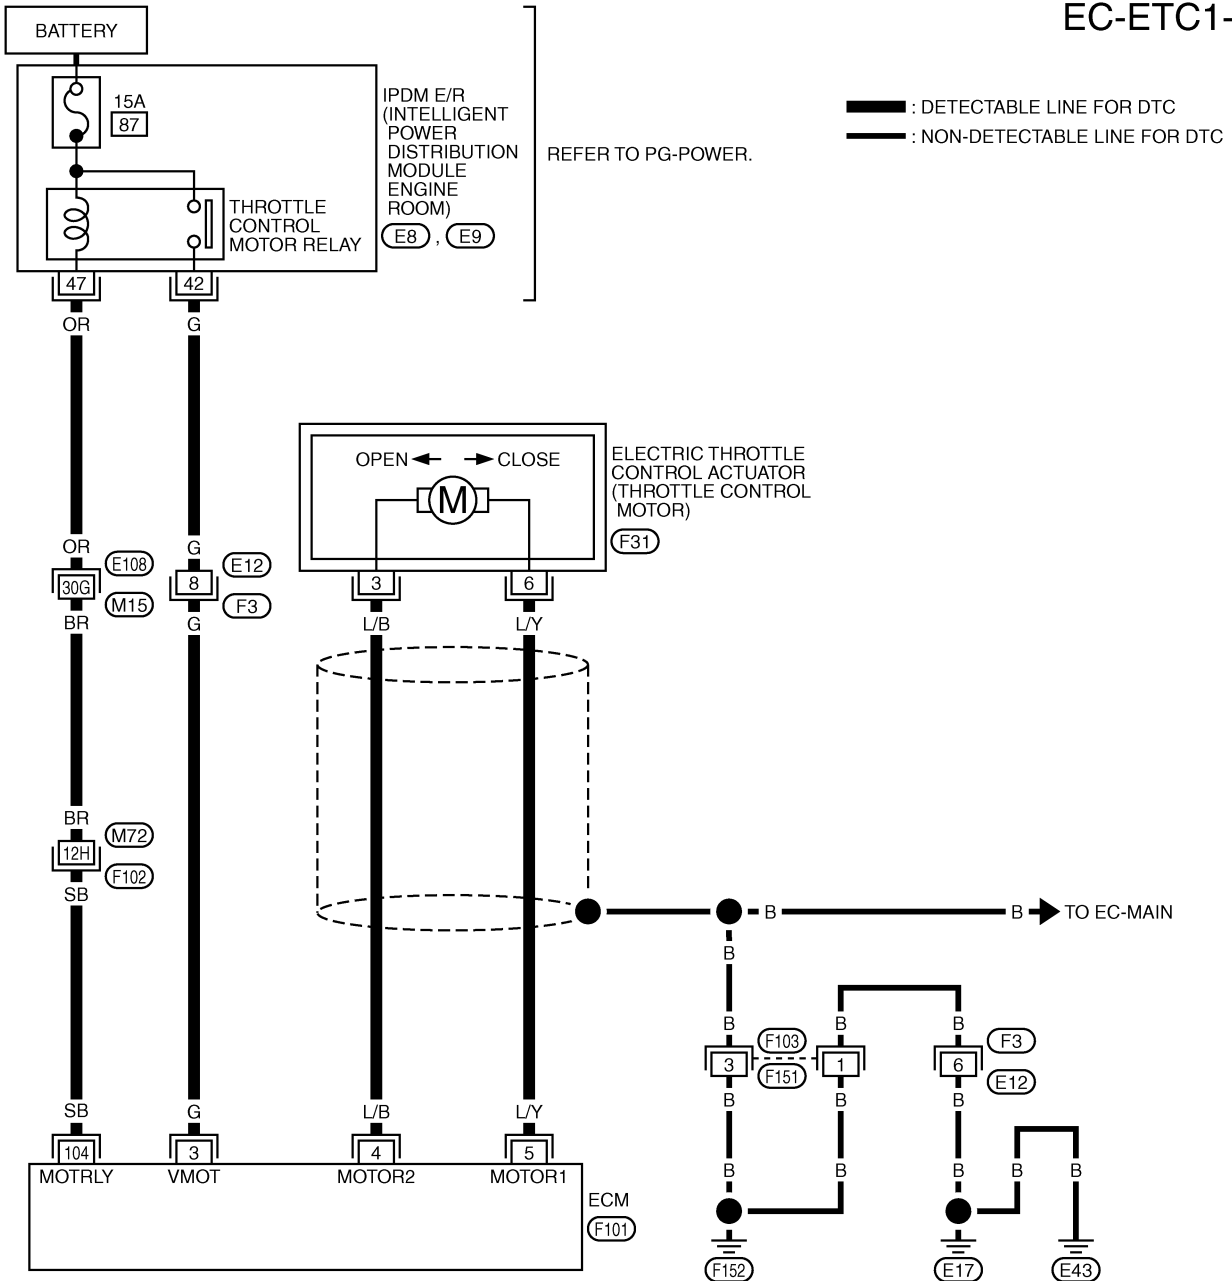 EC-ETC1-
BATTERY
15A
87
IPDM E/R
(INTELLIGENT
POWER
DISTRIBUTION
MODULE
ENGINE
ROOM)
E8 , E9
REFER TO PG-POWER.
: DETECTABLE LINE FOR DTC
: NON-DETECTABLE LINE FOR DTC
THROTTLE
CONTROL
MOTOR RELAY
47 42
OR G
OPEN CLOSE
M
ELECTRIC THROTTLE
CONTROL ACTUATOR
(THROTTLE CONTROL
MOTOR)
F31
OR G
E108 E12
30G 8 3 6
M15 F3
BR G L/B L/Y
BR
M72
12H
F102
SB
B B TO EC-MAIN
B
B B B
F103 F3
3 1 6
F151 E12
B B B
SB G L/B L/Y
104 3 4 5
MOTRLY VMOT MOTOR2 MOTOR1
B B B B B
ECM
F101
F152 E17 E43